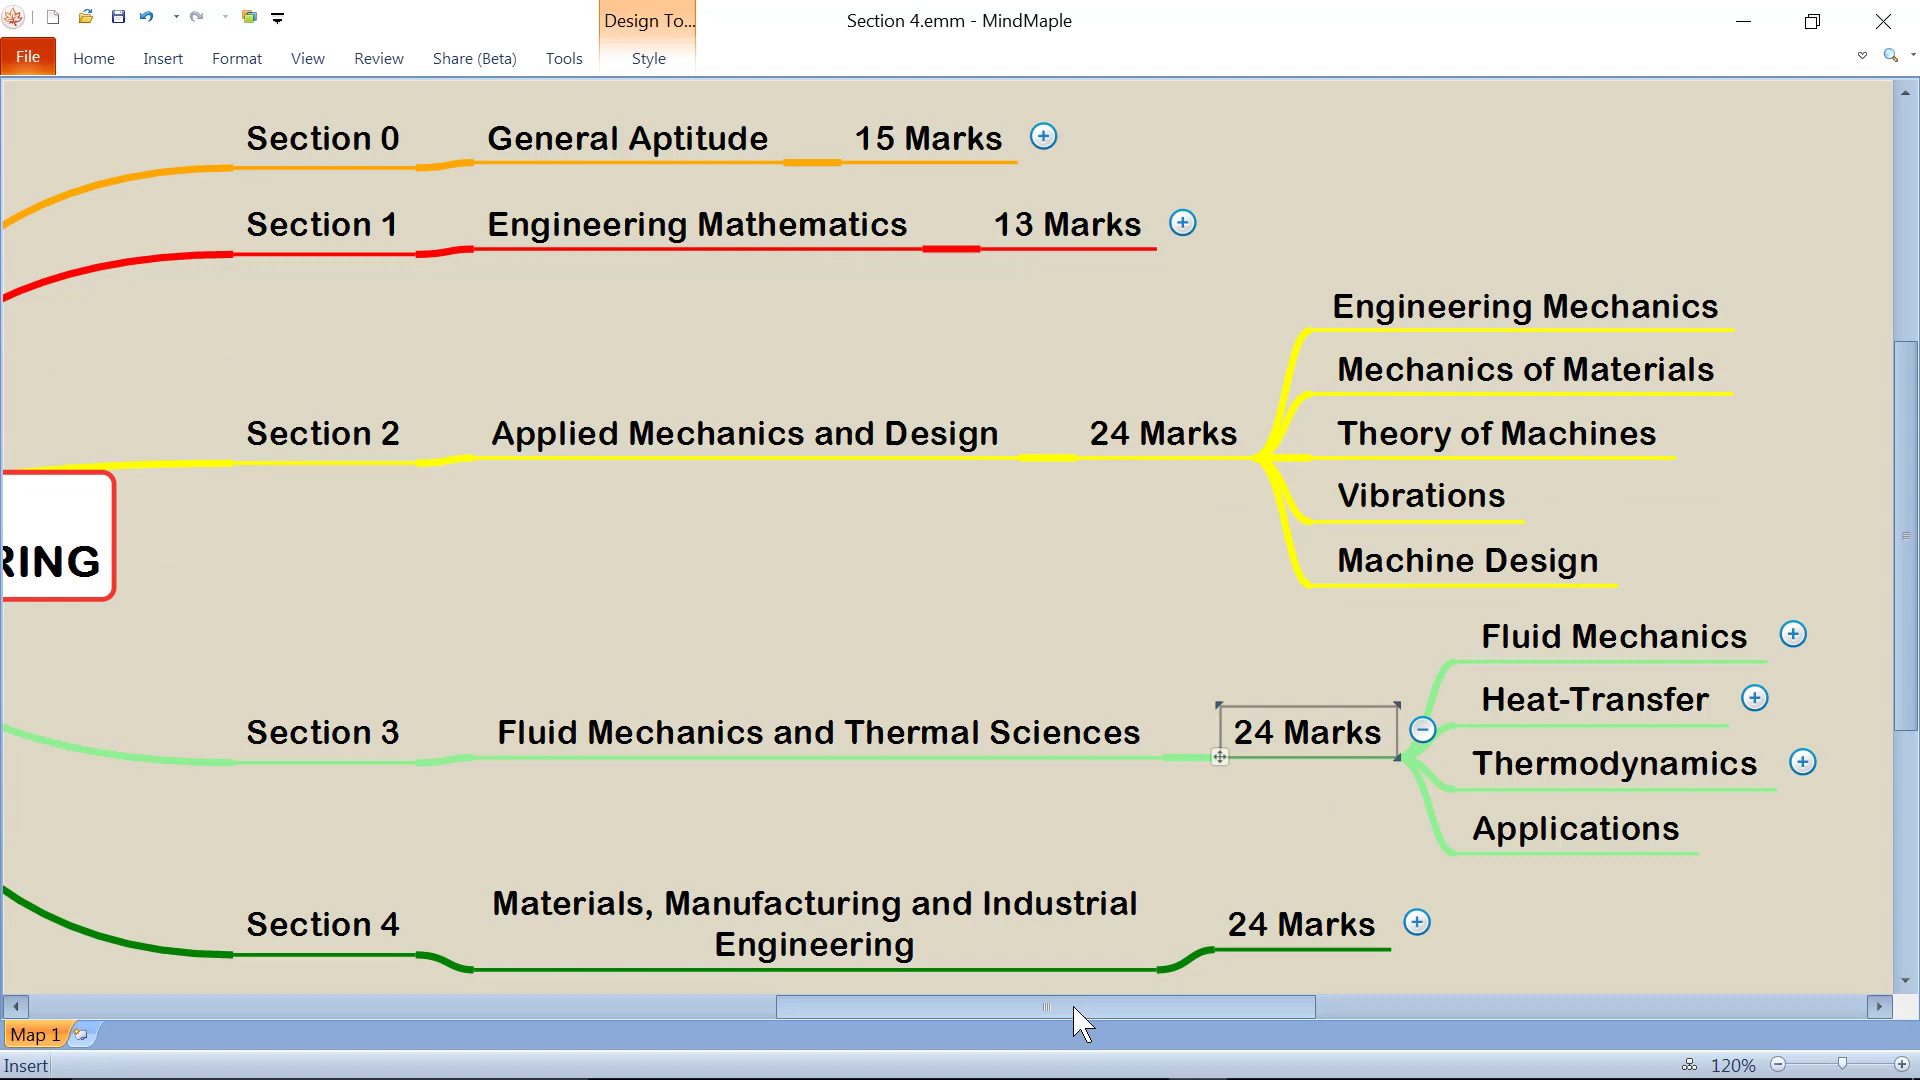 Design To...
Section 4.emm - MindMaple
File
Home
Insert
Format
View
Review
Share (Beta)
Tools
Style
Section 0
General Aptitude
15 Marks
Section 1
Engineering Mathematics
13 Marks
Section 2
Applied Mechanics and Design
24 Marks
Engineering Mechanics
Mechanics of Materials
Theory of Machines
Vibrations
Machine Design
RING
Section 3
Fluid Mechanics and Thermal Sciences
24 Marks
Fluid Mechanics
Heat-Transfer
Thermodynamics
Applications
Section 4
Materials, Manufacturing and Industrial
Engineering
24 Marks
Map 1
Insert
120%